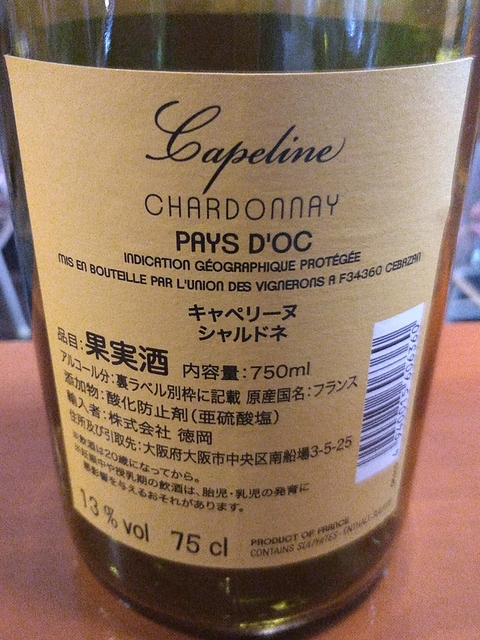 Capeline
CHARDONNAY
PAYS D'OC
INDICATION GÉOGRAPHIQUE PROTÉGÉE
MIS EN BOUTEILLE PAR L'UNION DES VIGNERONS A F34360 CEBAZAN
キャペリーヌ
シャルドネ
品目:果実酒 内容量:750ml
アルコール分:裏ラベル別枠に記載 原産国名:フランス
添加物:酸化防止剤(亜硫酸塩)
輸入者:株式会社 徳岡
住所及び引取先:大阪府大阪市中央区南船場3-5-25
※飲酒は20歳になってから。
※妊娠中や授乳期の飲酒は、胎児・乳児の発育に
悪影響を与えるおそれがあります。
13%vol 75 cl
PRODUCT OF FRANCE
CONTAINS SULPHITES-